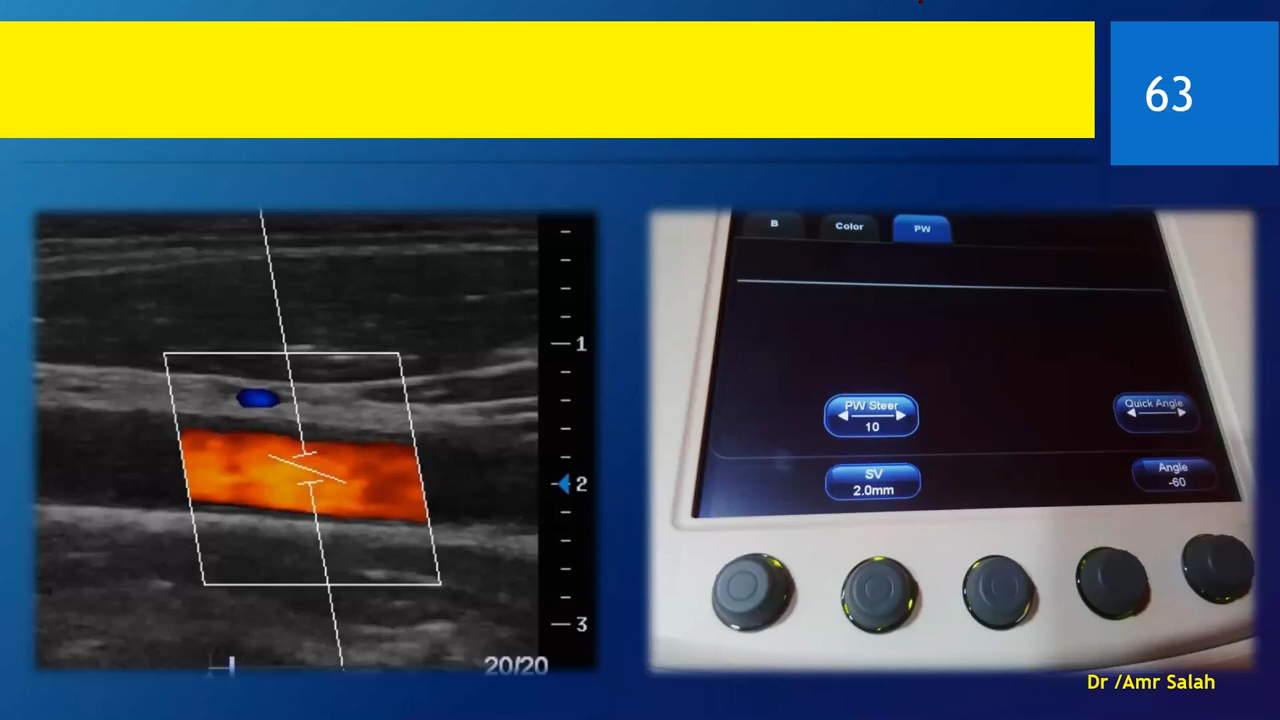 63
1
2
3
20/20
B
Color
PW
PW Steer
10
Quick Angle
SV
2.0mm
Angle
-60
Dr /Amr Salah